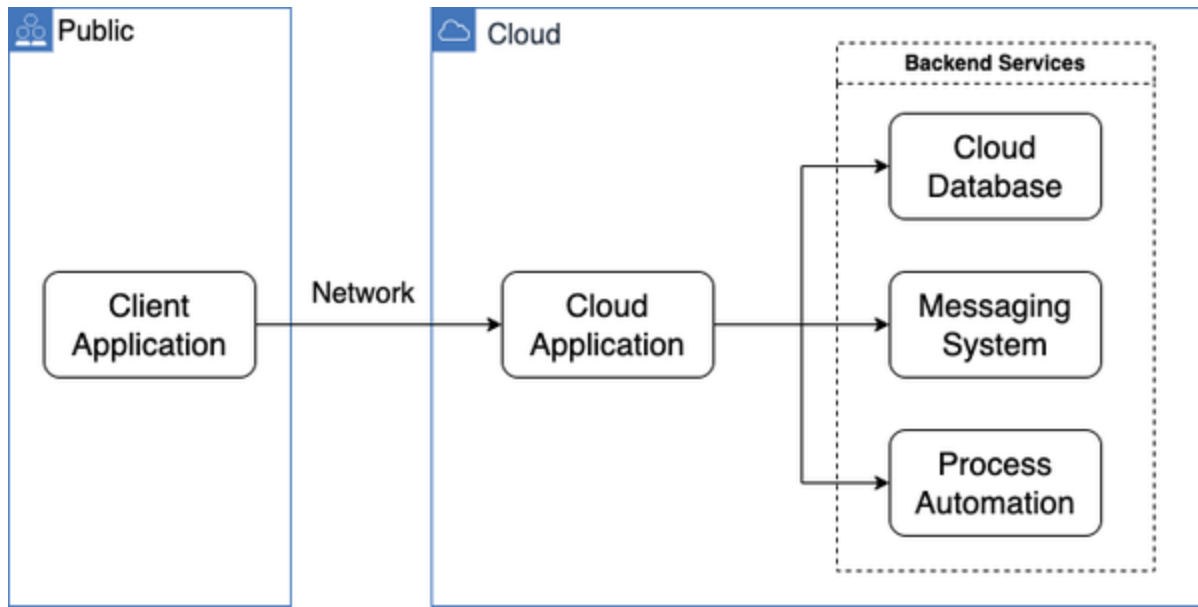 Public
Cloud
Backend Services
Cloud
Database
Client
Application
Network
Cloud
Application
Messaging
System
Process
Automation